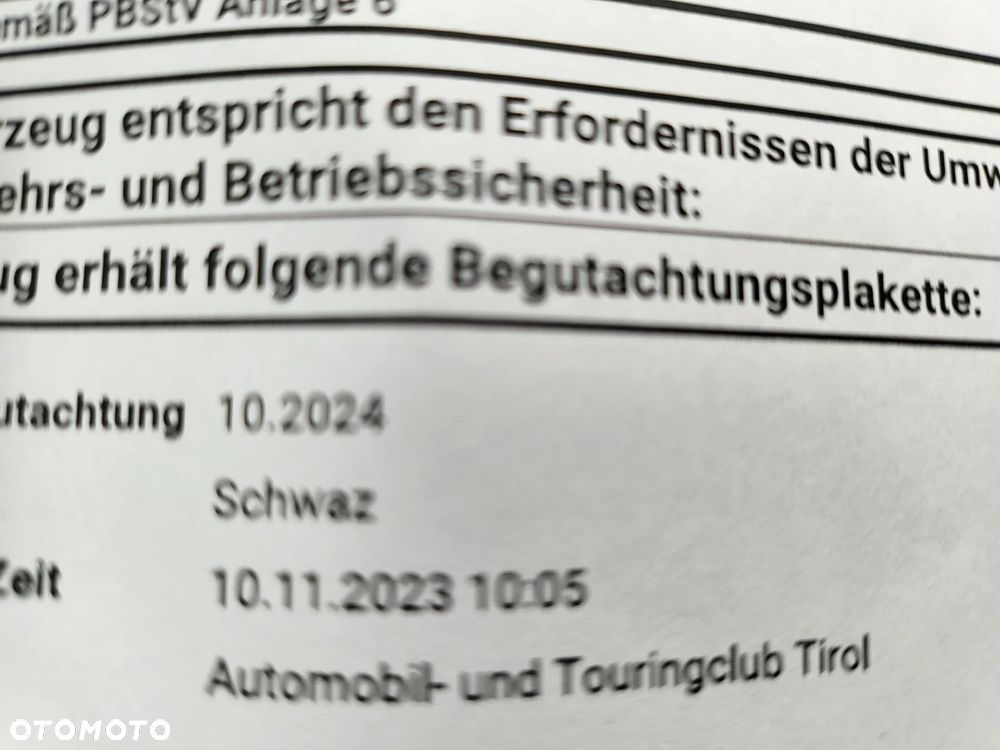 mäß PBStV Anlage 6
rzeug entspricht den Erfordernissen der Umw
ehrs- und Betriebssicherheit:
ug erhält folgende Begutachtungsplakette:
utachtung 10.2024
Schwaz
Zeit 10.11.2023 10:05
Automobil- und Touringclub Tirol
OTOMOTO